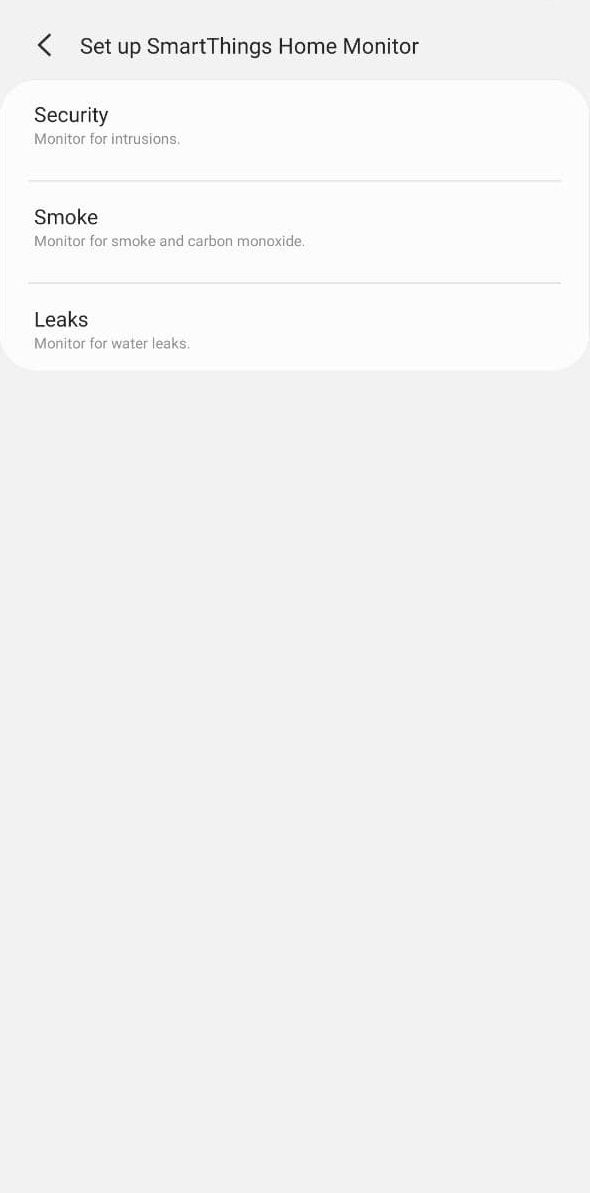 Set up SmartThings Home Monitor
Security
Monitor for intrusions.
Smoke
Monitor for smoke and carbon monoxide.
Leaks
Monitor for water leaks.